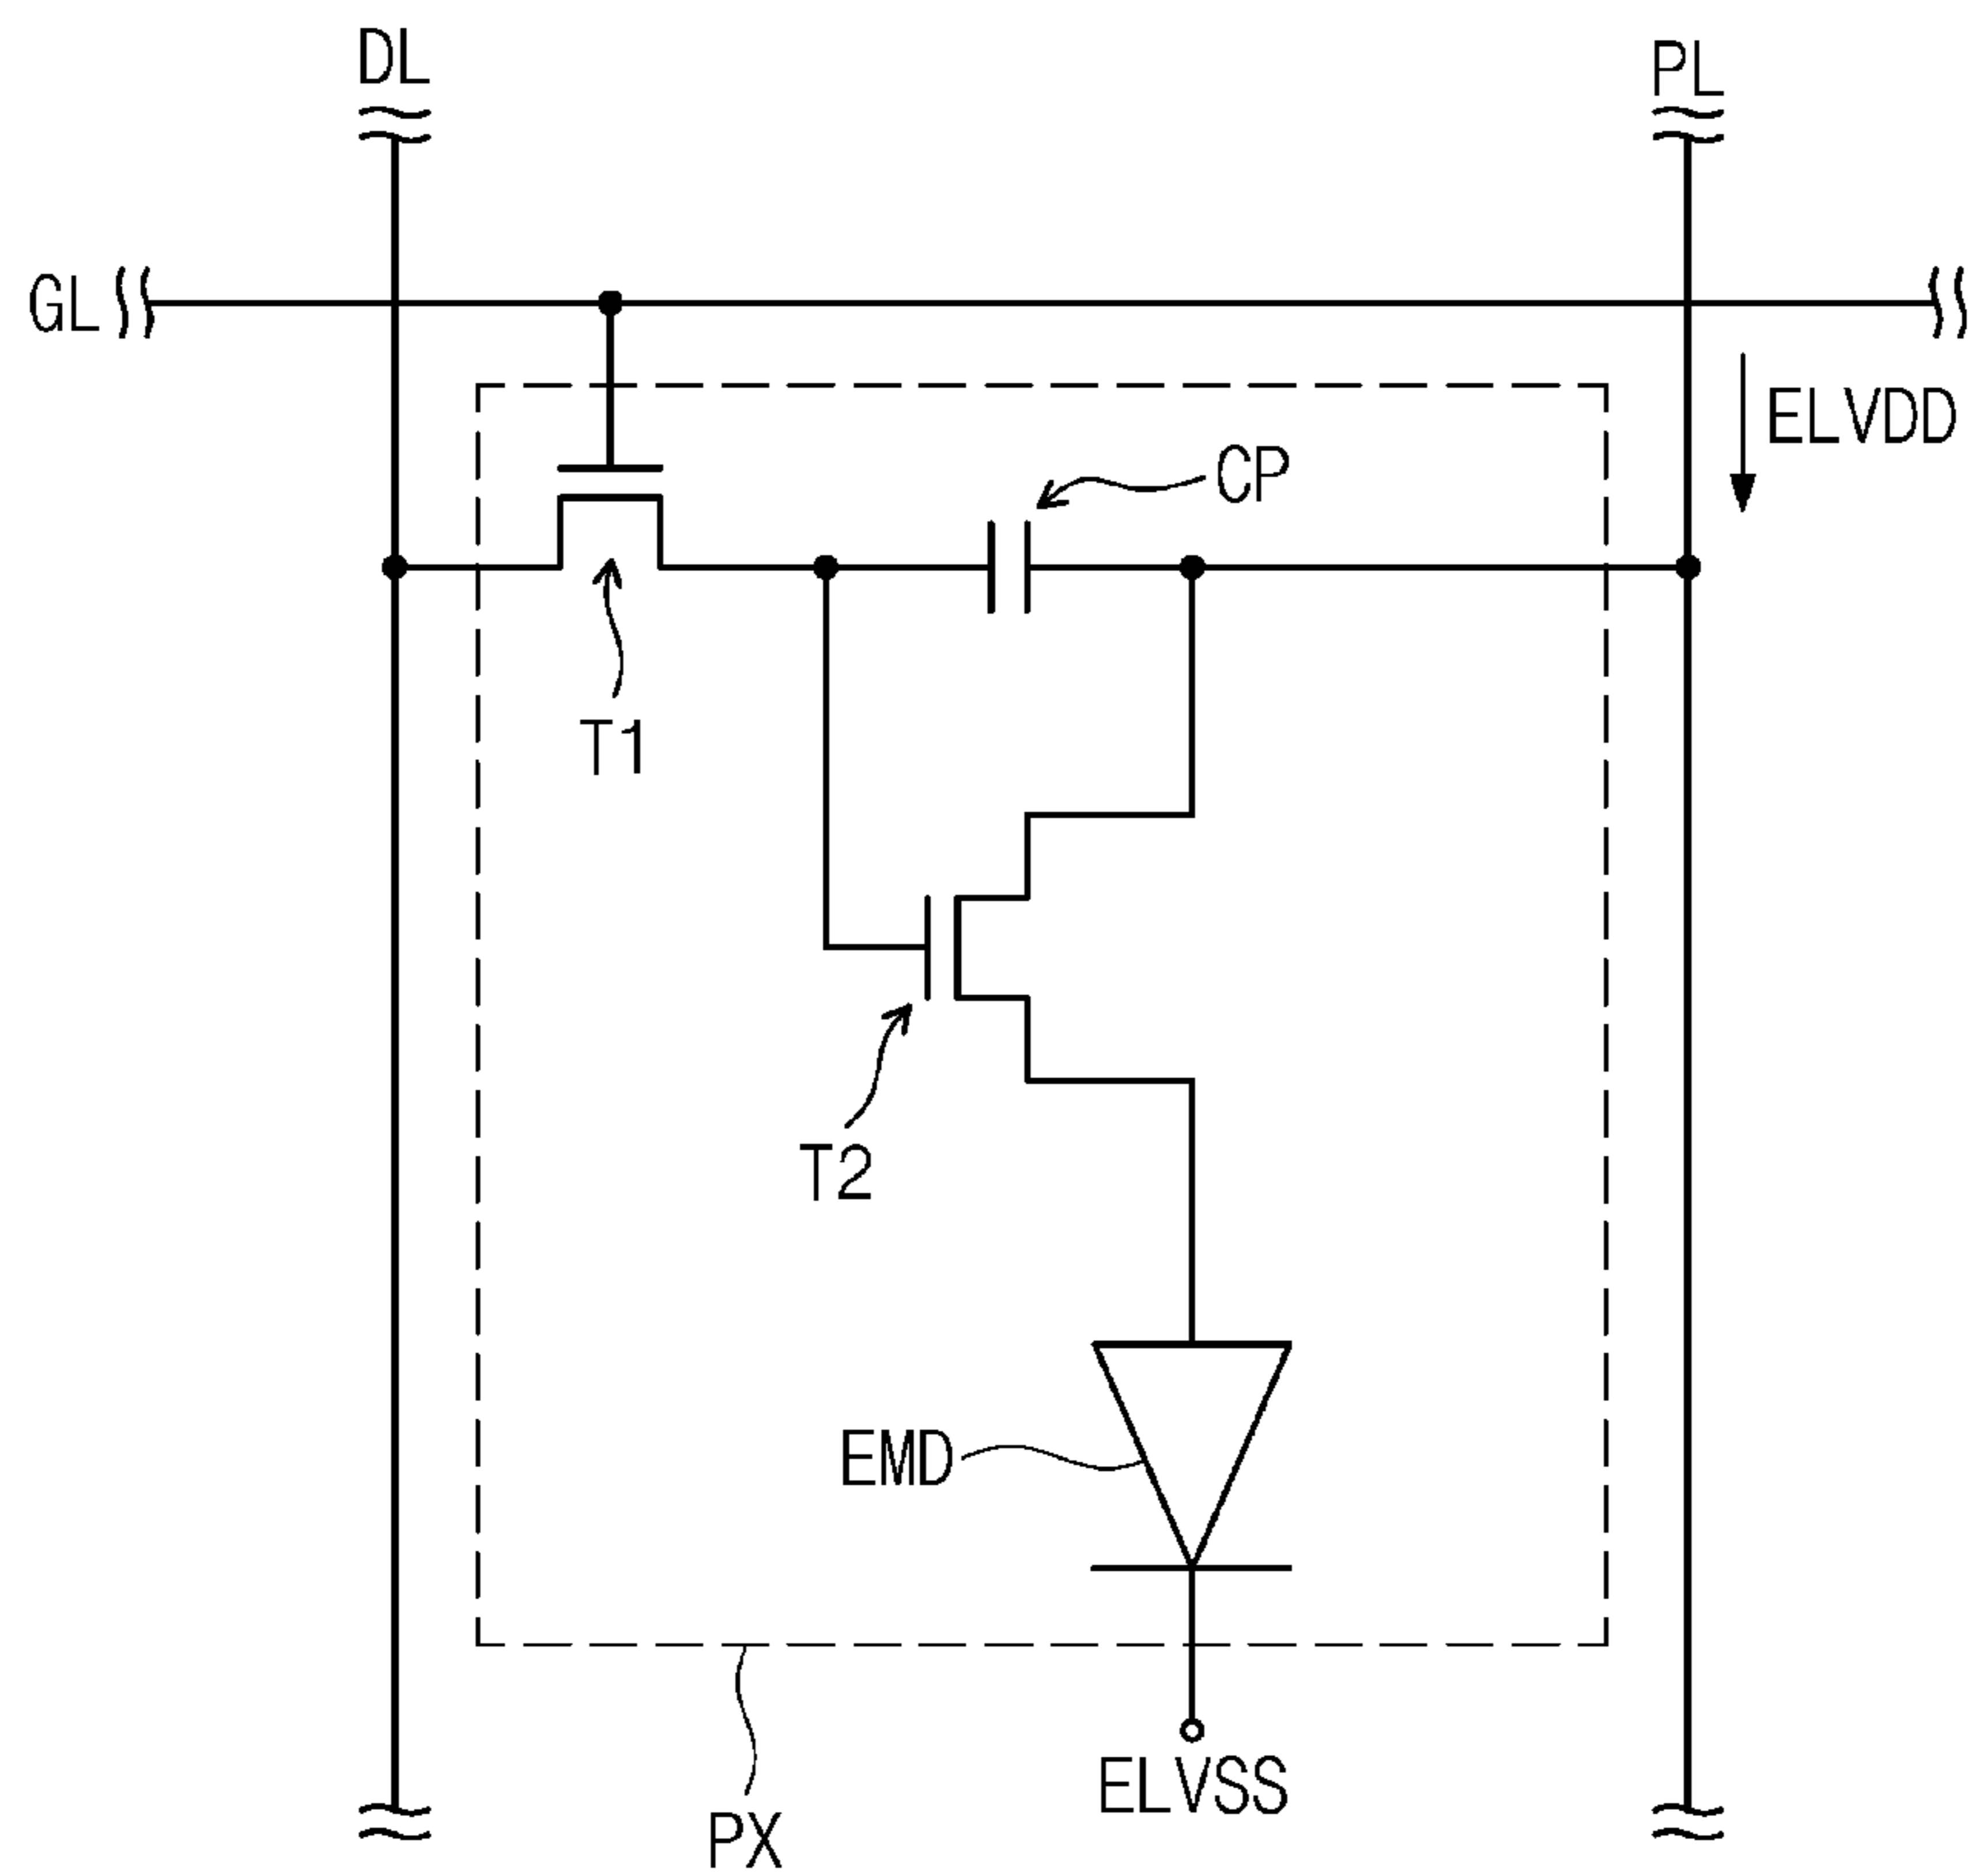 DL
PL
GL
ELVDD
CP
T1
T2
EMD
ELVSS
PX